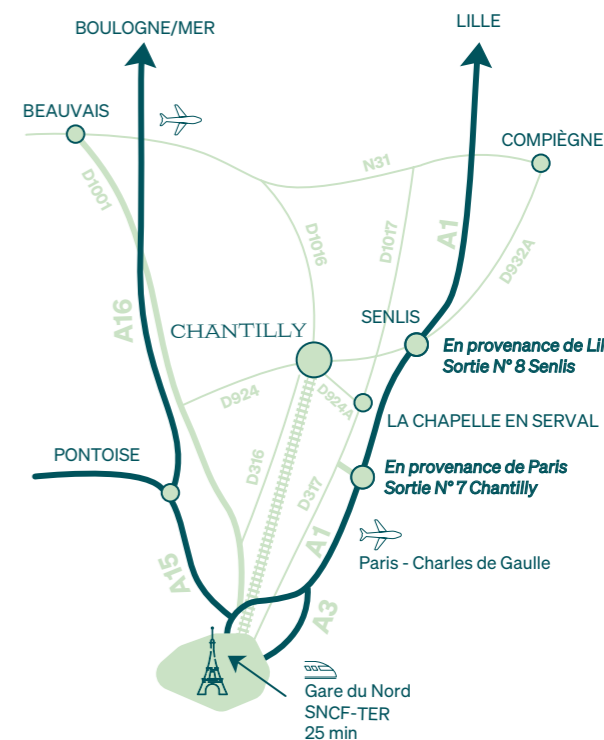 BOULOGNE/MER
LILLE
BEAUVAIS
COMPIÈGNE
N31
D1001
D1016
D1017
A1
D932A
A16
CHANTILLY
SENLIS
En provenance de Lil
Sortie N° 8 Senlis
D924
D924A
LA CHAPELLE EN SERVAL
PONTOISE
D316
En provenance de Paris
Sortie N° 7 Chantilly
D317
A1
Paris - Charles de Gaulle
A15
A3
Gare du Nord
SNCF-TER
25 min